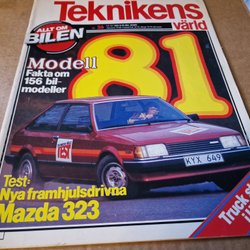 Teknikens
värld
ALLT OM
BILEN
81
Modell
Fakta om
156 bil-
modeller
TEST
KYX 649
Test:
Nya framhjulsdrivna
Mazda 323
Truck